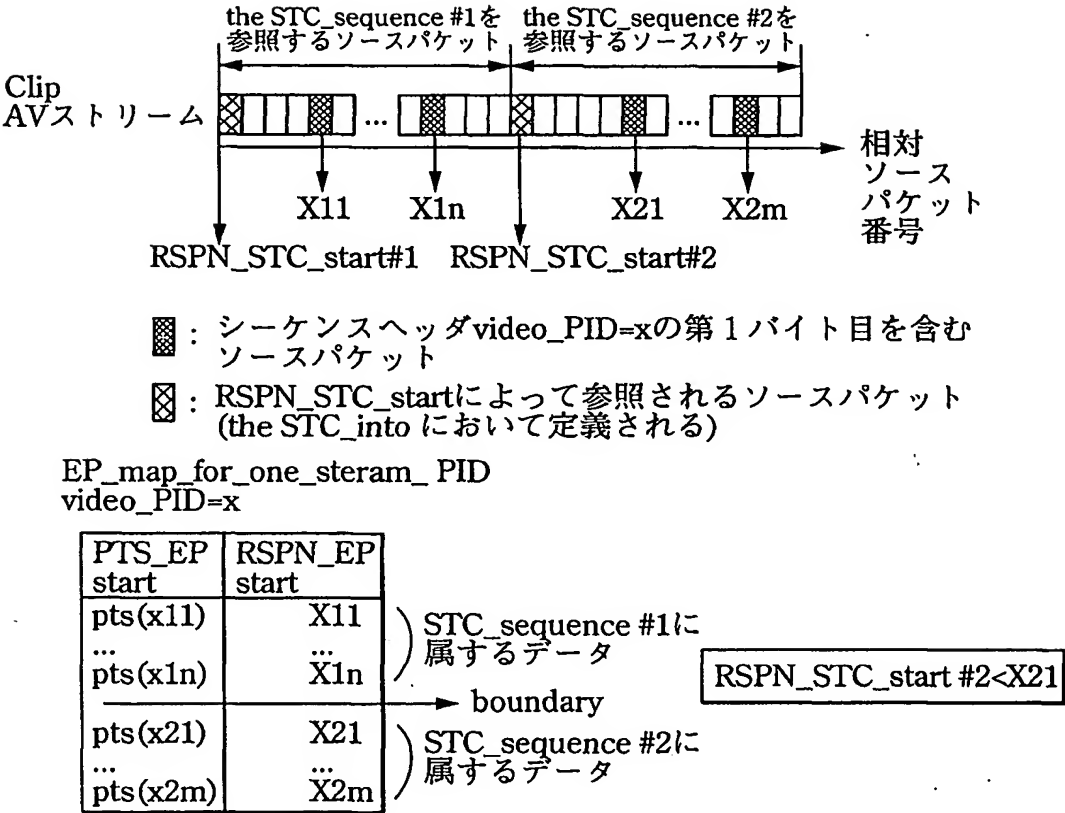 the STC_sequence #1を
参照するソースパケット
the STC_sequence #2を
参照するソースパケット
Clip
AVストリーム
...
...
相対
ソース
パケット
番号
X11
X1n
X21
X2m
RSPN_STC_start#1
RSPN_STC_start#2
: シーケンスヘッダvideo_PID=xの第1バイト目を含む
ソースパケット
: RSPN_STC_startによって参照されるソースパケット
(the STC_into において定義される)
EP_map_for_one_steram_ PID
video_PID=x
PTS_EP
start
RSPN_EP
start
pts(x11) X11
... ...
pts(x1n) X1n
STC_sequence #1に
属するデータ
boundary
pts(x21) X21
... ...
pts(x2m) X2m
STC_sequence #2に
属するデータ
RSPN_STC_start #2<X21